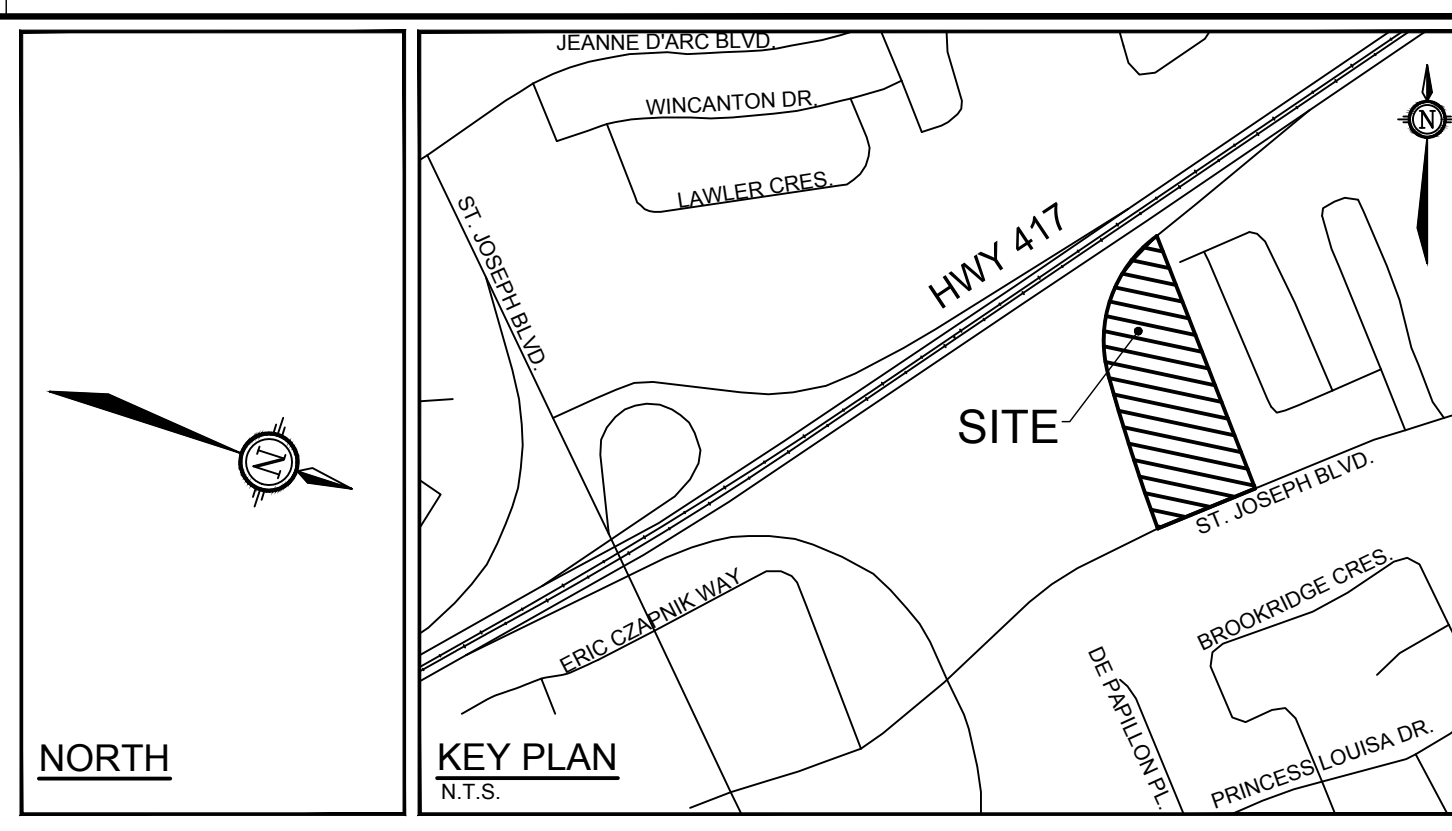 N
NORTH
JEANNE D'ARC BLVD.
WINCANTON DR.
LAWLER CRES.
ST. JOSEPH BLVD.
HWY 417
N
SITE
ST. JOSEPH BLVD.
ERIC CZAPNIK WAY
BROOKRIDGE CRES.
DE PAPILLON PL.
PRINCESS LOUISA DR.
KEY PLAN
N.T.S.